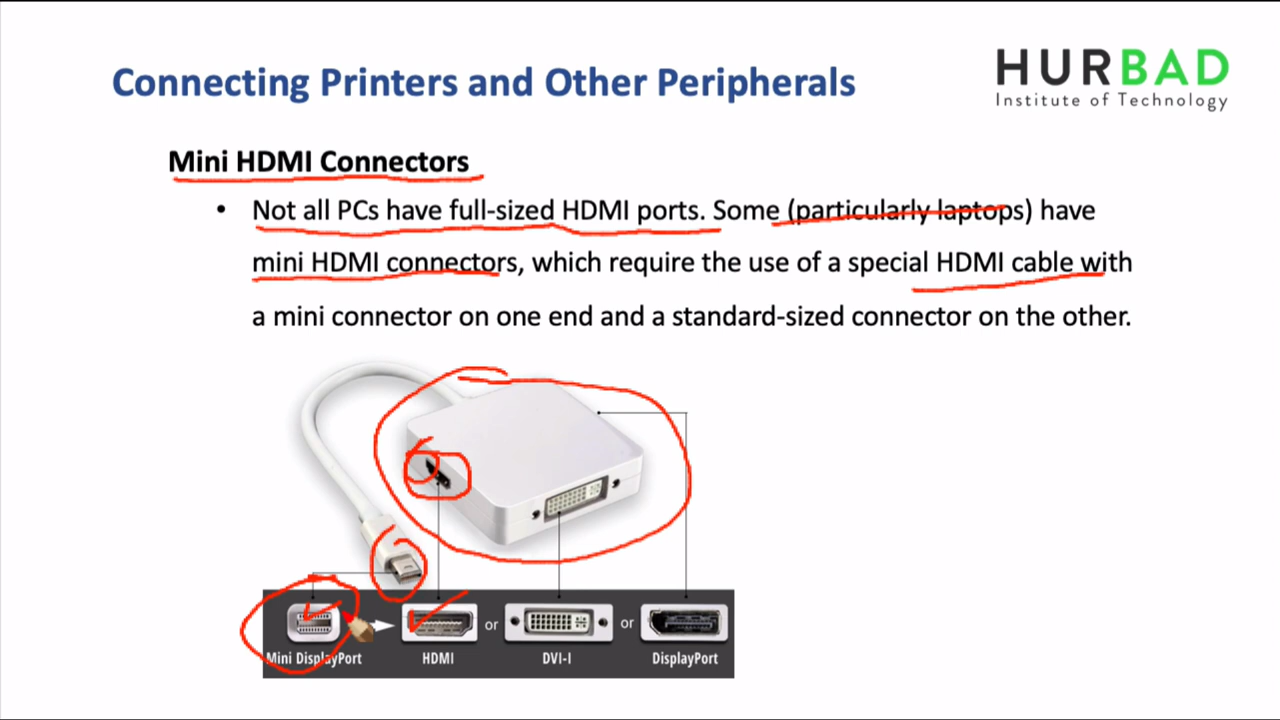 Connecting Printers and Other Peripherals
HURBAD
Institute of Technology
Mini HDMI Connectors
• Not all PCs have full-sized HDMI ports. Some (particularly laptops) have
mini HDMI connectors, which require the use of a special HDMI cable with
a mini connector on one end and a standard-sized connector on the other.
or
or
Mini DisplayPort
HDMI
DVI-I
DisplayPort